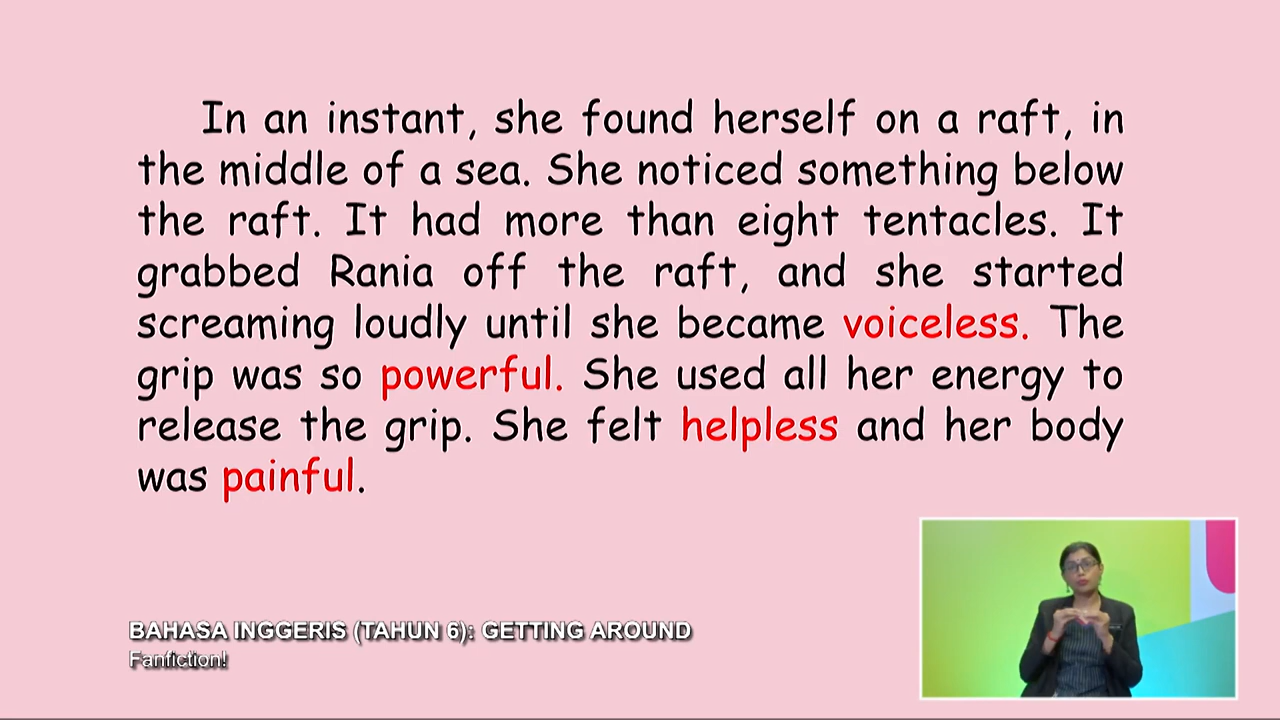 In an instant, she found herself on a raft, in
the middle of a sea. She noticed something below
the raft. It had more than eight tentacles. It
grabbed Rania off the raft, and she started
screaming loudly until she became voiceless. The
grip was so powerful. She used all her energy to
release the grip. She felt helpless and her body
was painful.
BAHASA INGGERIS (TAHUN 6): GETTING AROUND
Fanfiction!